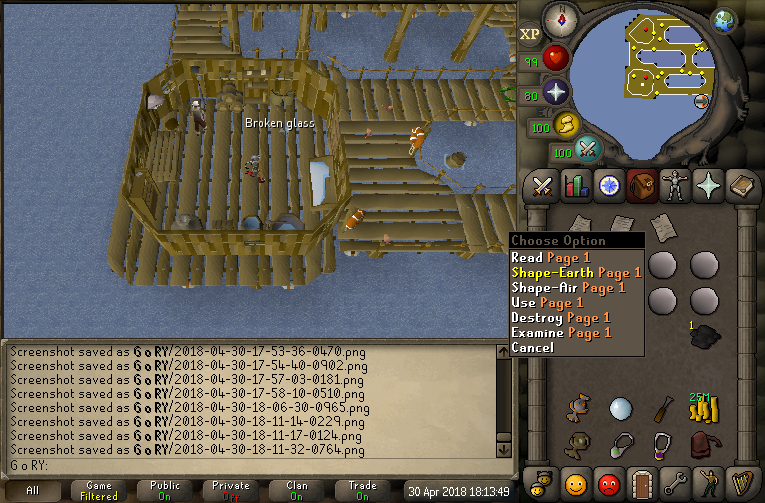 N
XP
99
80
100
100
Broken glass
Choose Option
Read Page 1
Shape-Earth Page 1
Shape-Air Page 1
Use Page 1
Destroy Page 1
Examine Page 1
Cancel
1
25M
Screenshot saved as G o RY/2018-04-30-17-53-36-0470.png
Screenshot saved as G o RY/2018-04-30-17-54-40-0902.png
Screenshot saved as G o RY/2018-04-30-17-57-03-0181.png
Screenshot saved as G o RY/2018-04-30-17-58-10-0510.png
Screenshot saved as G o RY/2018-04-30-18-06-30-0965.png
Screenshot saved as G o RY/2018-04-30-18-11-14-0229.png
Screenshot saved as G o RY/2018-04-30-18-11-17-0124.png
Screenshot saved as G o RY/2018-04-30-18-11-32-0764.png
G o RY:
All
Game
Filtered
Public
On
Private
Off
Clan
On
Trade
On
30 Apr 2018 18:13:49